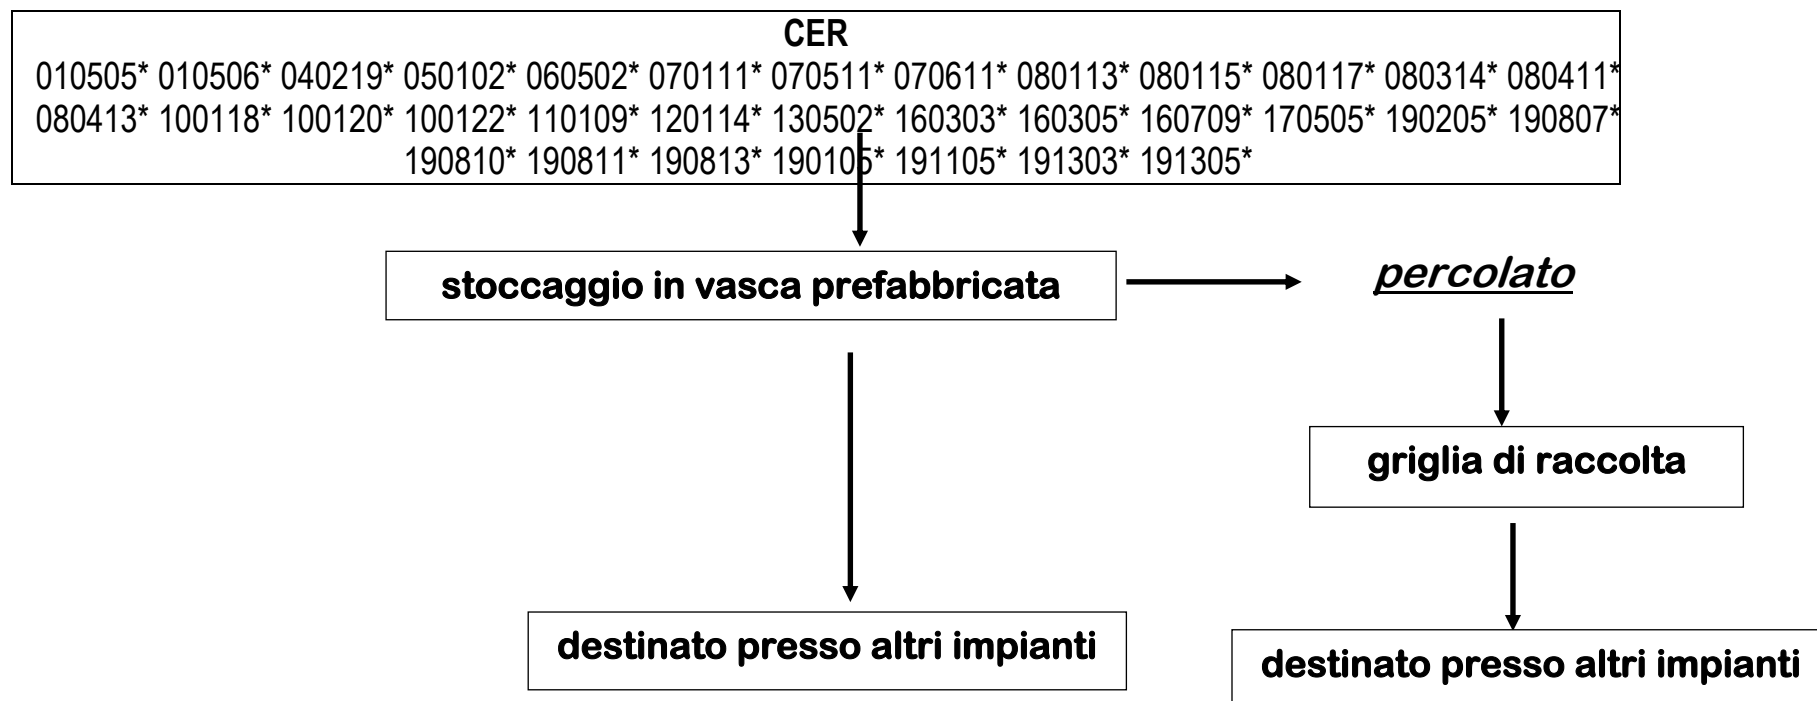 CER
010505* 010506* 040219* 050102* 060502* 070111* 070511* 070611* 080113* 080115* 080117* 080314* 080411*
080413* 100118* 100120* 100122* 110109* 120114* 130502* 160303* 160305* 160709* 170505* 190205* 190807*
190810* 190811* 190813* 190105* 191105* 191303* 191305*
stoccaggio in vasca prefabbricata
percolato
griglia di raccolta
destinato presso altri impianti
destinato presso altri impianti